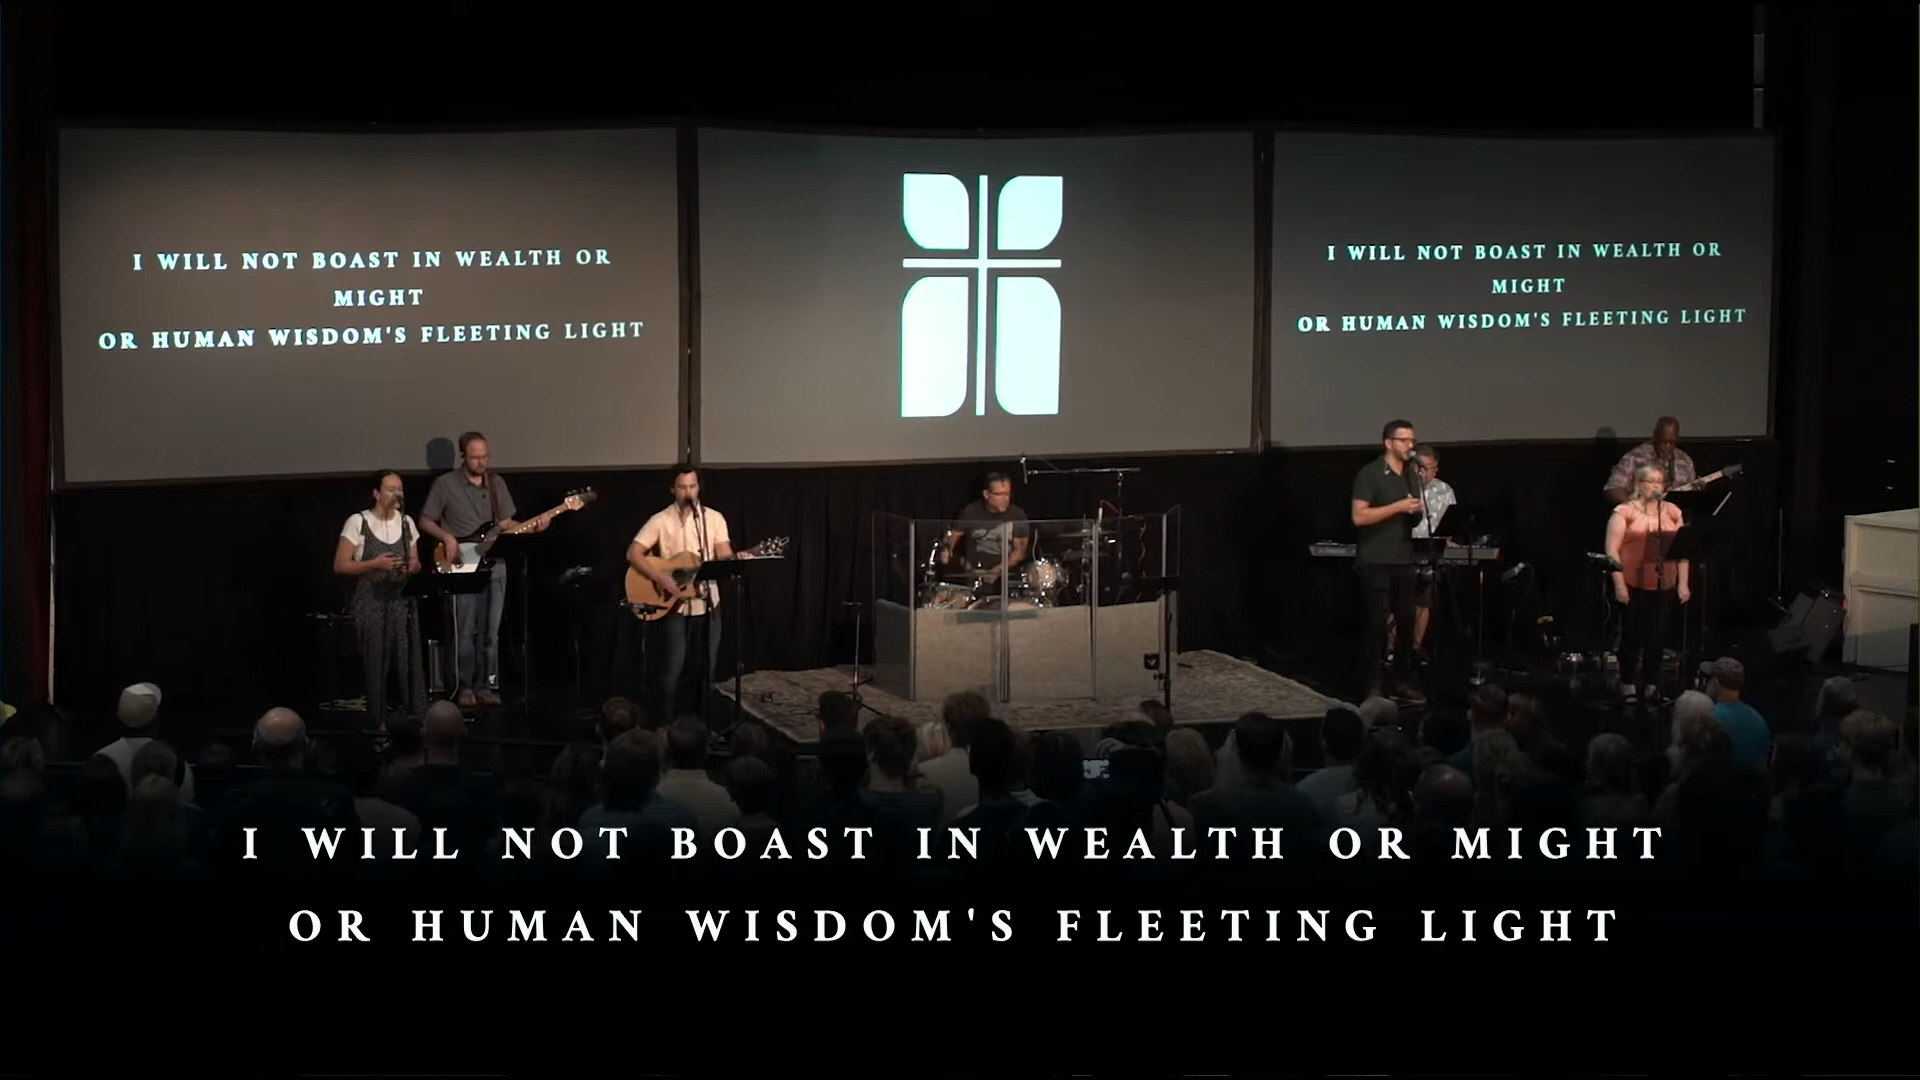 I WILL NOT BOAST IN WEALTH OR
MIGHT
OR HUMAN WISDOM'S FLEETING LIGHT
I WILL NOT BOAST IN WEALTH OR
MIGHT
OR HUMAN WISDOM'S FLEETING LIGHT
I WILL NOT BOAST IN WEALTH OR MIGHT
OR HUMAN WISDOM'S FLEETING LIGHT